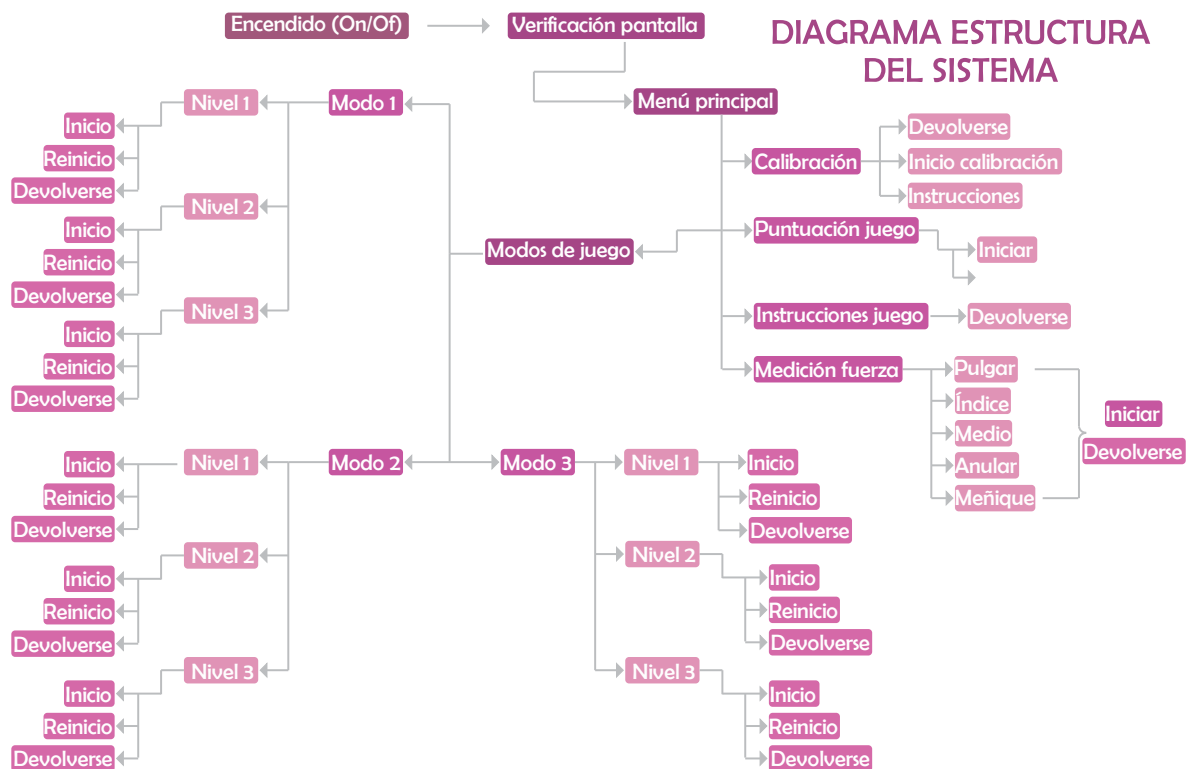 Encendido (On/Of)
Verificación pantalla
DIAGRAMA ESTRUCTURA
DEL SISTEMA
Menú principal
Modos de juego
Modo 1
Nivel 1
Inicio
Reinicio
Devolverse
Nivel 2
Inicio
Reinicio
Devolverse
Nivel 3
Inicio
Reinicio
Devolverse
Calibración
Devolverse
Inicio calibración
Instrucciones
Puntuación juego
Iniciar
Instrucciones juego
Devolverse
Medición fuerza
Pulgar
Índice
Medio
Anular
Meñique
Iniciar
Devolverse
Modo 2
Nivel 1
Inicio
Reinicio
Devolverse
Nivel 2
Inicio
Reinicio
Devolverse
Nivel 3
Inicio
Reinicio
Devolverse
Modo 3
Nivel 1
Inicio
Reinicio
Devolverse
Nivel 2
Inicio
Reinicio
Devolverse
Nivel 3
Inicio
Reinicio
Devolverse